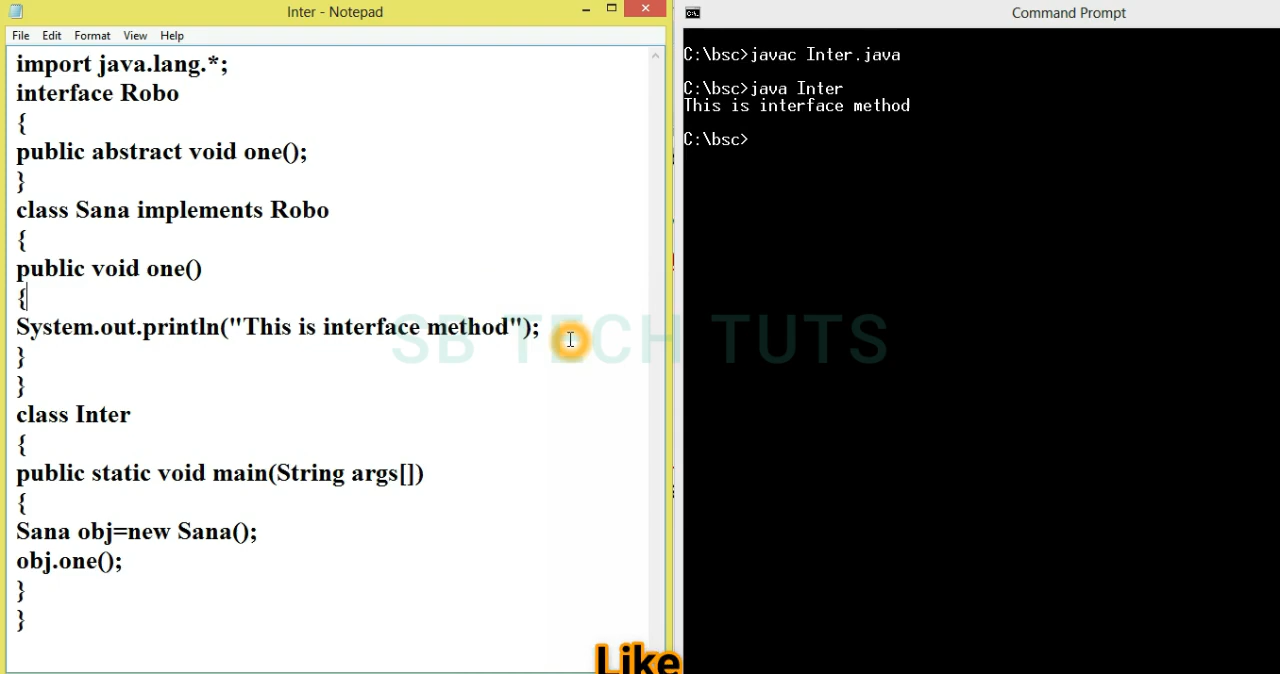 Inter - Notepad
File Edit Format View Help
import java.lang.*;
interface Robo
{
public abstract void one();
}
class Sana implements Robo
{
public void one()
{
System.out.println("This is interface method");
}
}
class Inter
{
public static void main(String args[])
{
Sana obj=new Sana();
obj.one();
}
}
Command Prompt
C:\bsc>javac Inter.java
C:\bsc>java Inter
This is interface method
C:\bsc>
SB TECH TUTS
Like